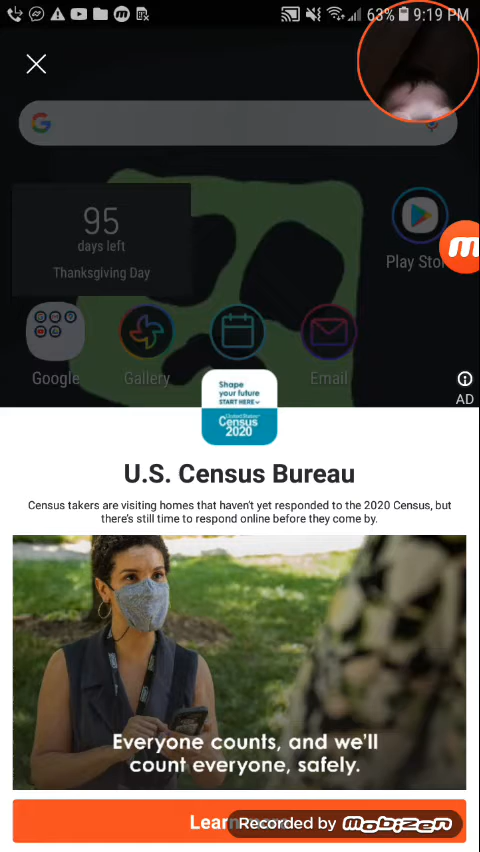 63% 9:19 PM
95
days left
Thanksgiving Day
Play Sto
Google
Gallery
Email
AD
Shape
your future
START HERE
United States
Census
2020
U.S. Census Bureau
Census takers are visiting homes that haven't yet responded to the 2020 Census, but
there's still time to respond online before they come by.
Everyone counts, and we'll
count everyone, safely.
Learn more
Recorded by mobizen